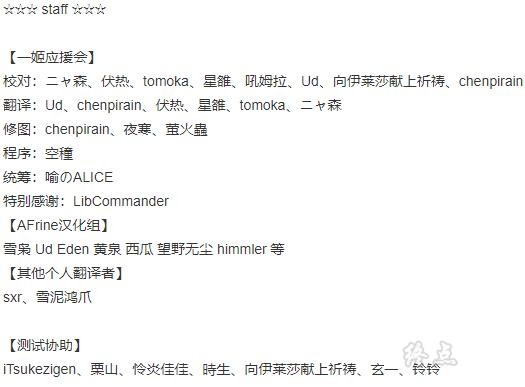 ☆☆☆ staff ☆☆☆
【一姬应援会】
校对：ニャ森、伏热、tomoka、星雒、吼姆拉、Ud、向伊莱莎献上祈祷、chenpirain
翻译：Ud、chenpirain、伏热、星雒、tomoka、ニャ森
修图：chenpirain、夜寒、萤火蟲
程序：空穜
统筹：喻のALICE
特别感谢：LibCommander
【AFrine汉化组】
雪枭 Ud Eden 黄泉 西瓜 望野无尘 himmler 等
【其他个人翻译者】
sxr、雪泥鸿爪
终点
【测试协助】
iTsukezigen、栗山、怜炎佳佳、時生、向伊莱莎献上祈祷、玄一、铃铃